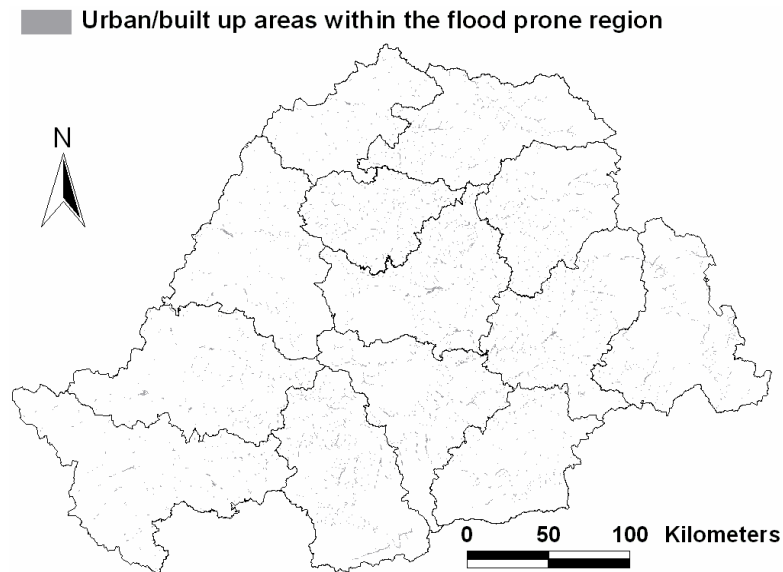 Urban/built up areas within the flood prone region
N
0 50 100 Kilometers